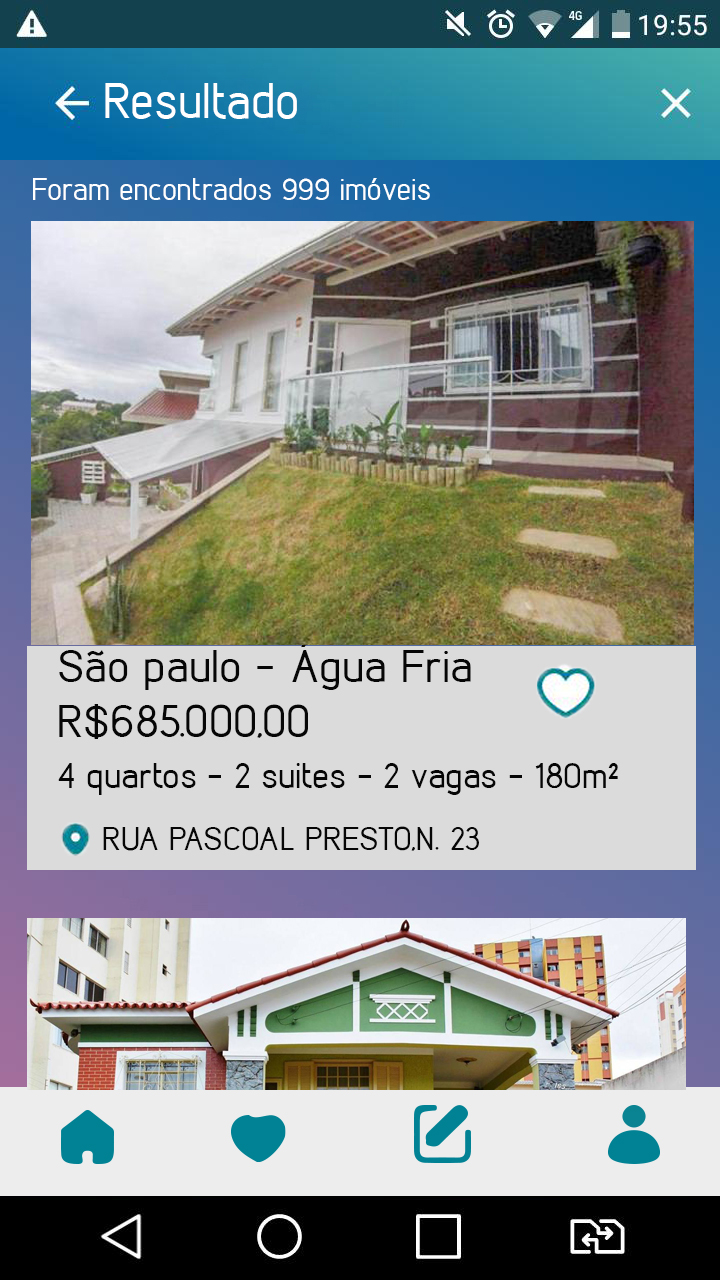 4G 19:55
Resultado
Foram encontrados 999 imóveis
São paulo - Água Fria
R$685.000,00
4 quartos - 2 suites - 2 vagas - 180m²
RUA PASCOAL PRESTO,N. 23